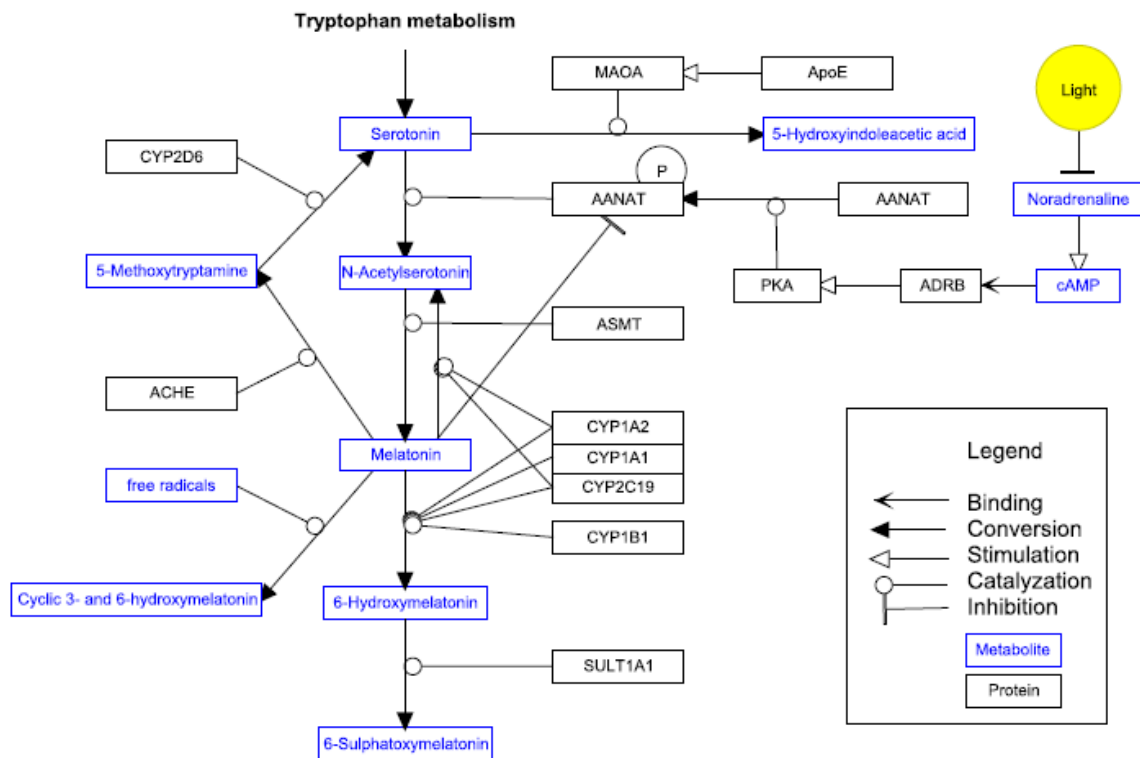 Tryptophan metabolism
MAOA
ApoE
Light
Serotonin
5-Hydroxyindoleacetic acid
CYP2D6
P
AANAT
AANAT
Noradrenaline
5-Methoxytryptamine
N-Acetylserotonin
PKA
ADRB
cAMP
ASMT
ACHE
CYP1A2
Melatonin
CYP1A1
free radicals
CYP2C19
CYP1B1
Cyclic 3- and 6-hydroxymelatonin
6-Hydroxymelatonin
SULT1A1
6-Sulphatoxymelatonin
Legend
Binding
Conversion
Stimulation
Catalyzation
Inhibition
Metabolite
Protein